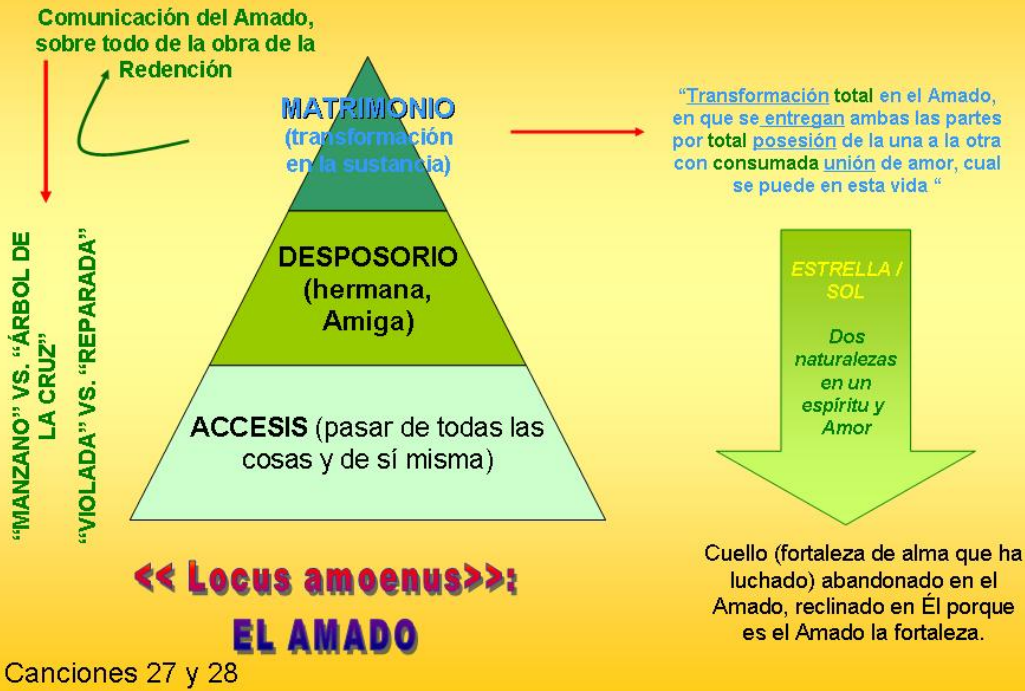 Comunicación del Amado,
sobre todo de la obra de la
Redención
MATRIMONIO
(transformación
en la sustancia)
"Transformación total en el Amado,
en que se entregan ambas las partes
por total posesión de la una a la otra
con consumada unión de amor, cual
se puede en esta vida "
"MANZANO" VS. "ÁRBOL DE
LA CRUZ"
"VIOLADA" VS. "REPARADA"
DESPOSORIO
(hermana,
Amiga)
ESTRELLA /
SOL
Dos
naturalezas
en un
espíritu y
Amor
ACCESIS (pasar de todas las
cosas y de sí misma)
<< Locus amoenus>>:
EL AMADO
Cuello (fortaleza de alma que ha
luchado) abandonado en el
Amado, reclinado en Él porque
es el Amado la fortaleza.
Canciones 27 y 28